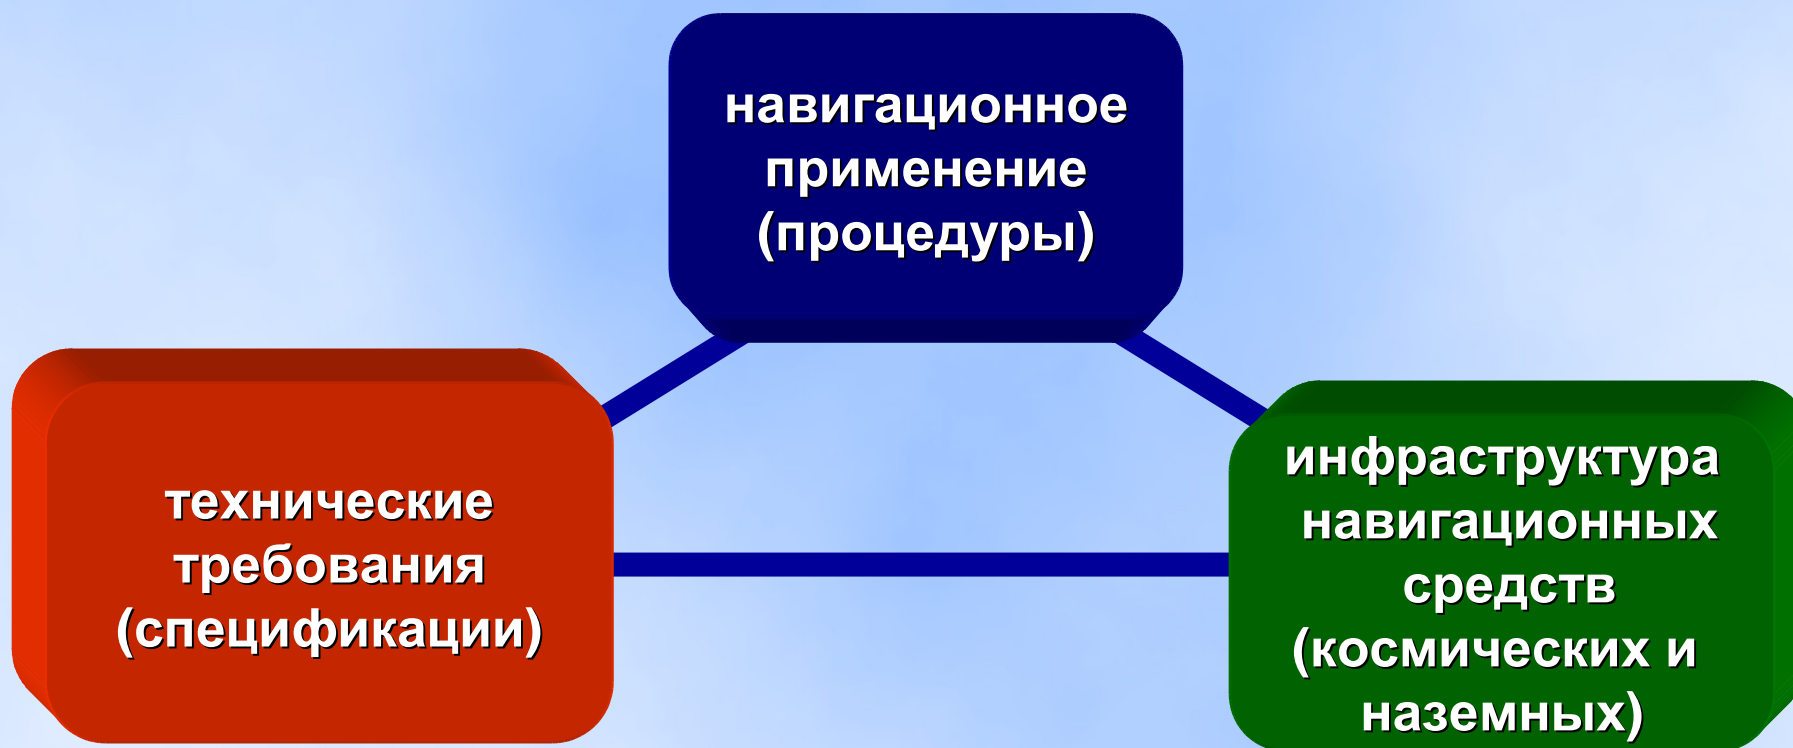 навигационное
применение
(процедуры)
технические
требования
(спецификации)
инфраструктура
навигационных
средств
(космических и
наземных)